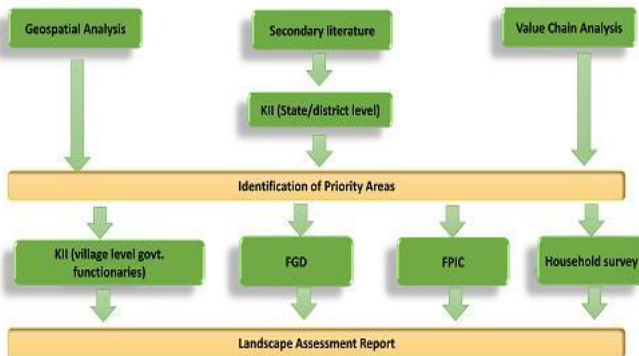 Geospatial Analysis
Secondary literature
Value Chain Analysis
KII (State/district level)
Identification of Priority Areas
KII (village level govt.
functionaries)
FGD
FPIC
Household survey
Landscape Assessment Report